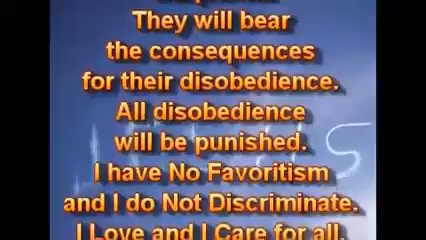 They will bear
the consequences
for their disobedience.
All disobedience
will be punished.
I have No Favoritism
and I do Not Discriminate.
I Love and I Care for all.